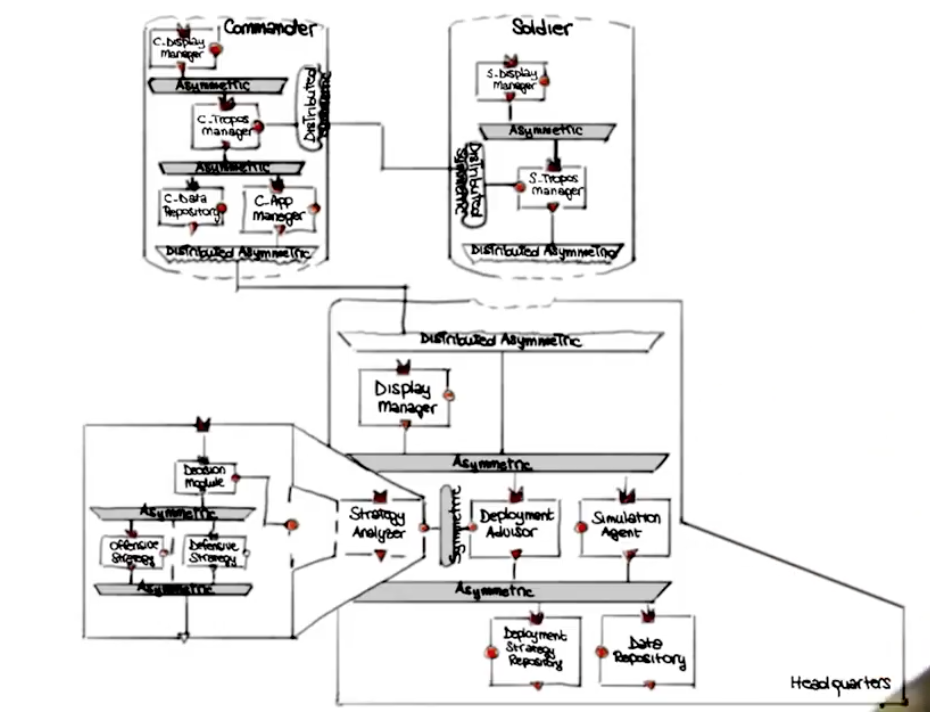 Commander
C-Display
Manager
Asymmetric
C-Tropos
Manager
Distributed
Asymmetric
C-Data
Repository
C-App
Manager
Distributed Asymmetric
Soldier
S-Display
Manager
Asymmetric
Distributed
S-Tropos
Manager
Distributed Asymmetric
Distributed Asymmetric
Display
Manager
Asymmetric
Strategy
Analyzer
Symmetric
Deployment
Advisor
Simulation
Agent
Asymmetric
Deployment
Strategy
Repository
Data
Repository
Headquarters
Decision
Module
Asymmetric
Offensive
Strategy
Defensive
Strategy
Asymmetric